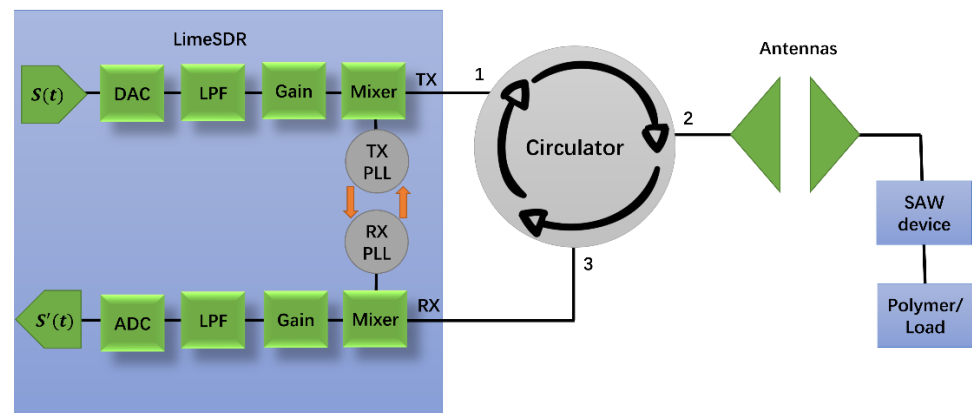 LimeSDR
S(t)
DAC
LPF
Gain
Mixer
TX
1
Antennas
TX
PLL
Circulator
2
RX
PLL
SAW
device
3
S′(t)
ADC
LPF
Gain
Mixer
RX
Polymer/
Load